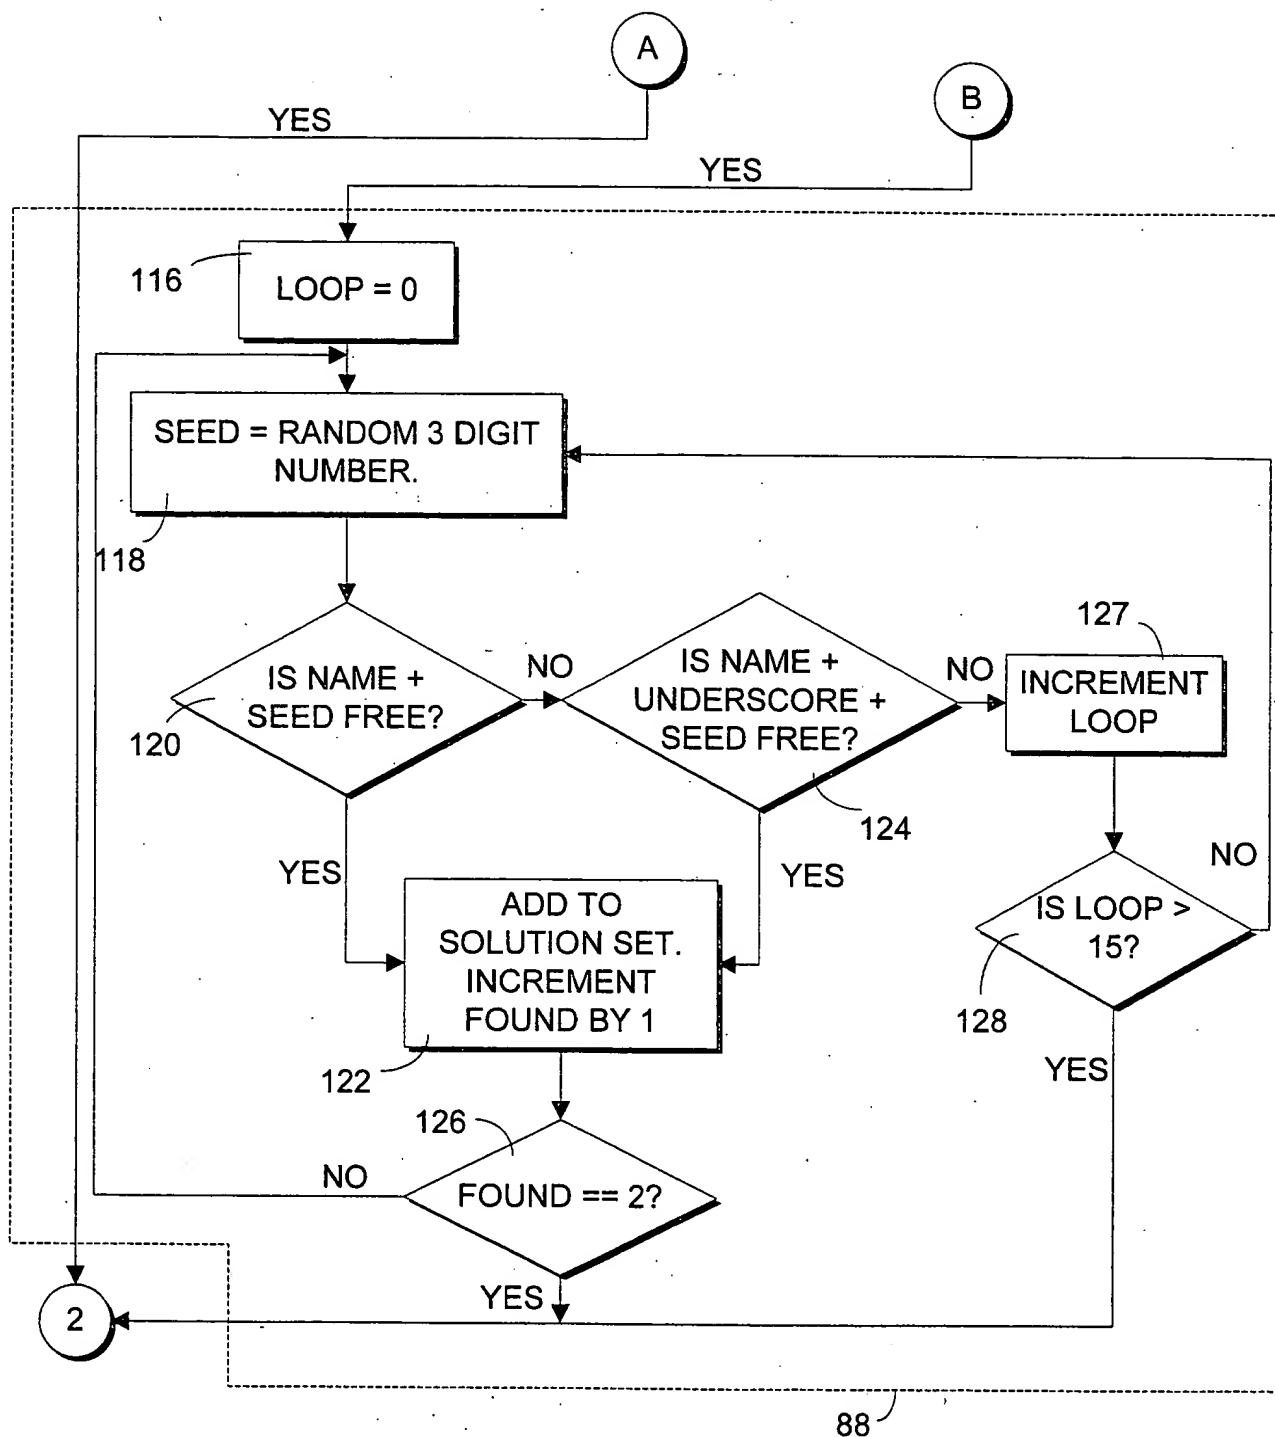 A
B
YES
YES
116
LOOP = 0
SEED = RANDOM 3 DIGIT
NUMBER.
118
127
IS NAME +
SEED FREE?
120
NO
IS NAME +
UNDERSCORE +
SEED FREE?
124
NO
INCREMENT
LOOP
YES
YES
NO
ADD TO
SOLUTION SET.
INCREMENT
FOUND BY 1
122
IS LOOP >
15?
128
YES
126
NO
FOUND == 2?
YES
2
88